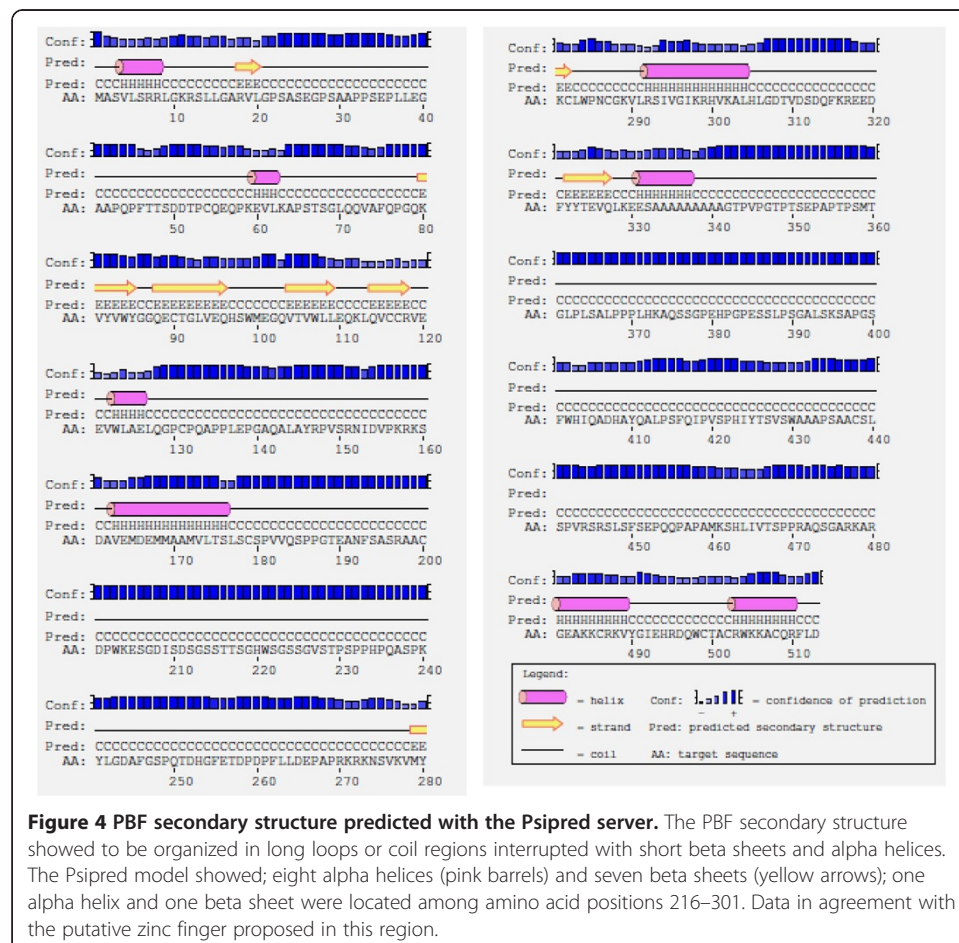 Conf:
Pred:
Pred: CCCHHHHHCCCCCCCCCEEECCCCCCCCCCCCCCCCCCCC
AA: MASVLSRRLGKRSLLGARVLGPSASEGPSAAPPSEPLLEG
10 20 30 40
Conf:
Pred:
Pred: CCCCCCCCCCCCCCCCCCCHHHCCCCCCCCCCCCCCCCCE
AA: AAPQPFTTSDDTPCQEQPKEVLKAPSTSGLQQVAFQPGQK
50 60 70 80
Conf:
Pred:
Pred: EEEEECCEEEEEEEEECCCCCCCEEEEEECCCCEEEEECC
AA: VYVWYGGQECTGLVEQHSWMEGQVTVWLLEQKLQVCCRVE
90 100 110 120
Conf:
Pred:
Pred: CCHHHHCCCCCCCCCCCCCCCCCCCCCCCCCCCCCCCCCC
AA: EVWLAELQGPCPQAPPLEPGAQALAYRPVSRNIDVPKRKS
130 140 150 160
Conf:
Pred:
Pred: CCHHHHHHHHHHHHHHCCCCCCCCCCCCCCCCCCCCCCCC
AA: DAVEMDEMMAAMVLTSLSCSPVVQSPPGTEANFSASRAAC
170 180 190 200
Conf:
Pred:
Pred: CCCCCCCCCCCCCCCCCCCCCCCCCCCCCCCCCCCCCCCC
AA: DPWKESGDISDSGSSTTSGHWSGSSGVSTPSPPHPQASPK
210 220 230 240
Conf:
Pred:
Pred: CCCCCCCCCCCCCCCCCCCCCCCCCCCCCCCCCCCCCCEE
AA: YLGDAFGSPQTDHGFETDPDPFLLDEPAPRKRKNSVKVMY
250 260 270 280
Conf:
Pred:
Pred: EECCCCCCCCCHHHHHHHHHHHHHCCCCCCCCCCCCCCCC
AA: KCLWPNCGKVLRSIVGIKRHVKALHLGDTVDSDQFKREED
290 300 310 320
Conf:
Pred:
Pred: CEEEEEECCCHHHHHHHCCCCCCCCCCCCCCCCCCCCCCC
AA: FYYTEVQLKEESAAAAAAAAAGTPVPGTPTSEPAPTPSMT
330 340 350 360
Conf:
Pred:
Pred: CCCCCCCCCCCCCCCCCCCCCCCCCCCCCCCCCCCCCCCC
AA: GLPLSALPPPLHKAQSSGPEHPGPESSLPSGALSKSAPGS
370 380 390 400
Conf:
Pred:
Pred: CCCCCCCCCCCCCCCCCCCCCCCCCCCCCCCCCCCCCCCC
AA: FWHIQADHAYQALPSFQIPVSPHIYTSVSWAAAPSAACSL
410 420 430 440
Conf:
Pred:
Pred: CCCCCCCCCCCCCCCCCCCCCCCCCCCCCCCCCCCCCCCC
AA: SPVRSRSLSFSEPQQPAPAMKSHLIVTSPPRAQSGARKAR
450 460 470 480
Conf:
Pred:
Pred: HHHHHHHHHCCCCCCCCCCCCCHHHHHHHHCCC
AA: GEAKKCRKVYGIEHRDQWCTACRWKKACQRFLD
490 500 510
Legend:
= helix Conf: - + = confidence of prediction
= strand Pred: predicted secondary structure
= coil AA: target sequence
Figure 4 PBF secondary structure predicted with the Psipred server. The PBF secondary structure
showed to be organized in long loops or coil regions interrupted with short beta sheets and alpha helices.
The Psipred model showed; eight alpha helices (pink barrels) and seven beta sheets (yellow arrows); one
alpha helix and one beta sheet were located among amino acid positions 216–301. Data in agreement with
the putative zinc finger proposed in this region.